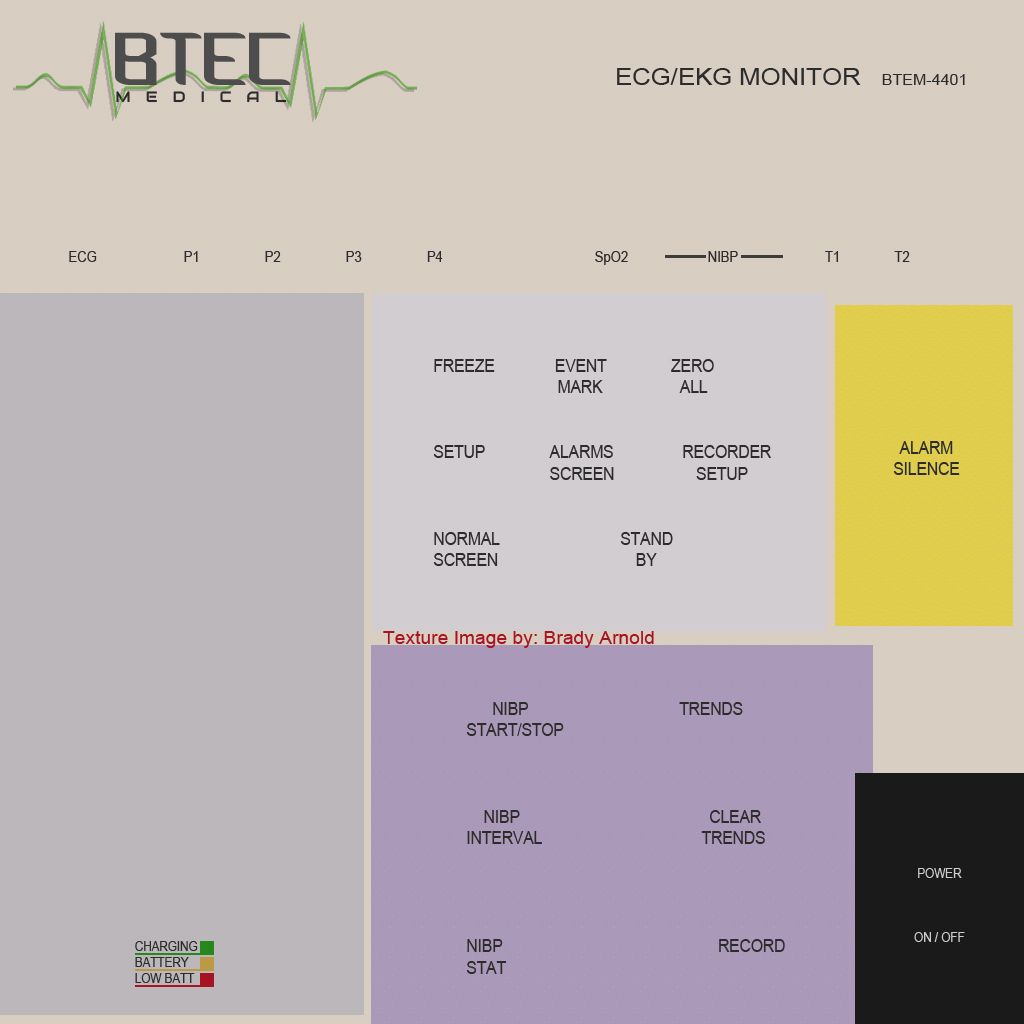 BTEC
MEDICAL
ECG/EKG MONITOR BTEM-4401
ECG P1 P2 P3 P4 SpO2 NIBP T1 T2
FREEZE
EVENT
MARK
ZERO
ALL
SETUP
ALARMS
SCREEN
RECORDER
SETUP
NORMAL
SCREEN
STAND
BY
ALARM
SILENCE
Texture Image by: Brady Arnold
NIBP
START/STOP
TRENDS
NIBP
INTERVAL
CLEAR
TRENDS
NIBP
STAT
RECORD
POWER
ON / OFF
CHARGING
BATTERY
LOW BATT